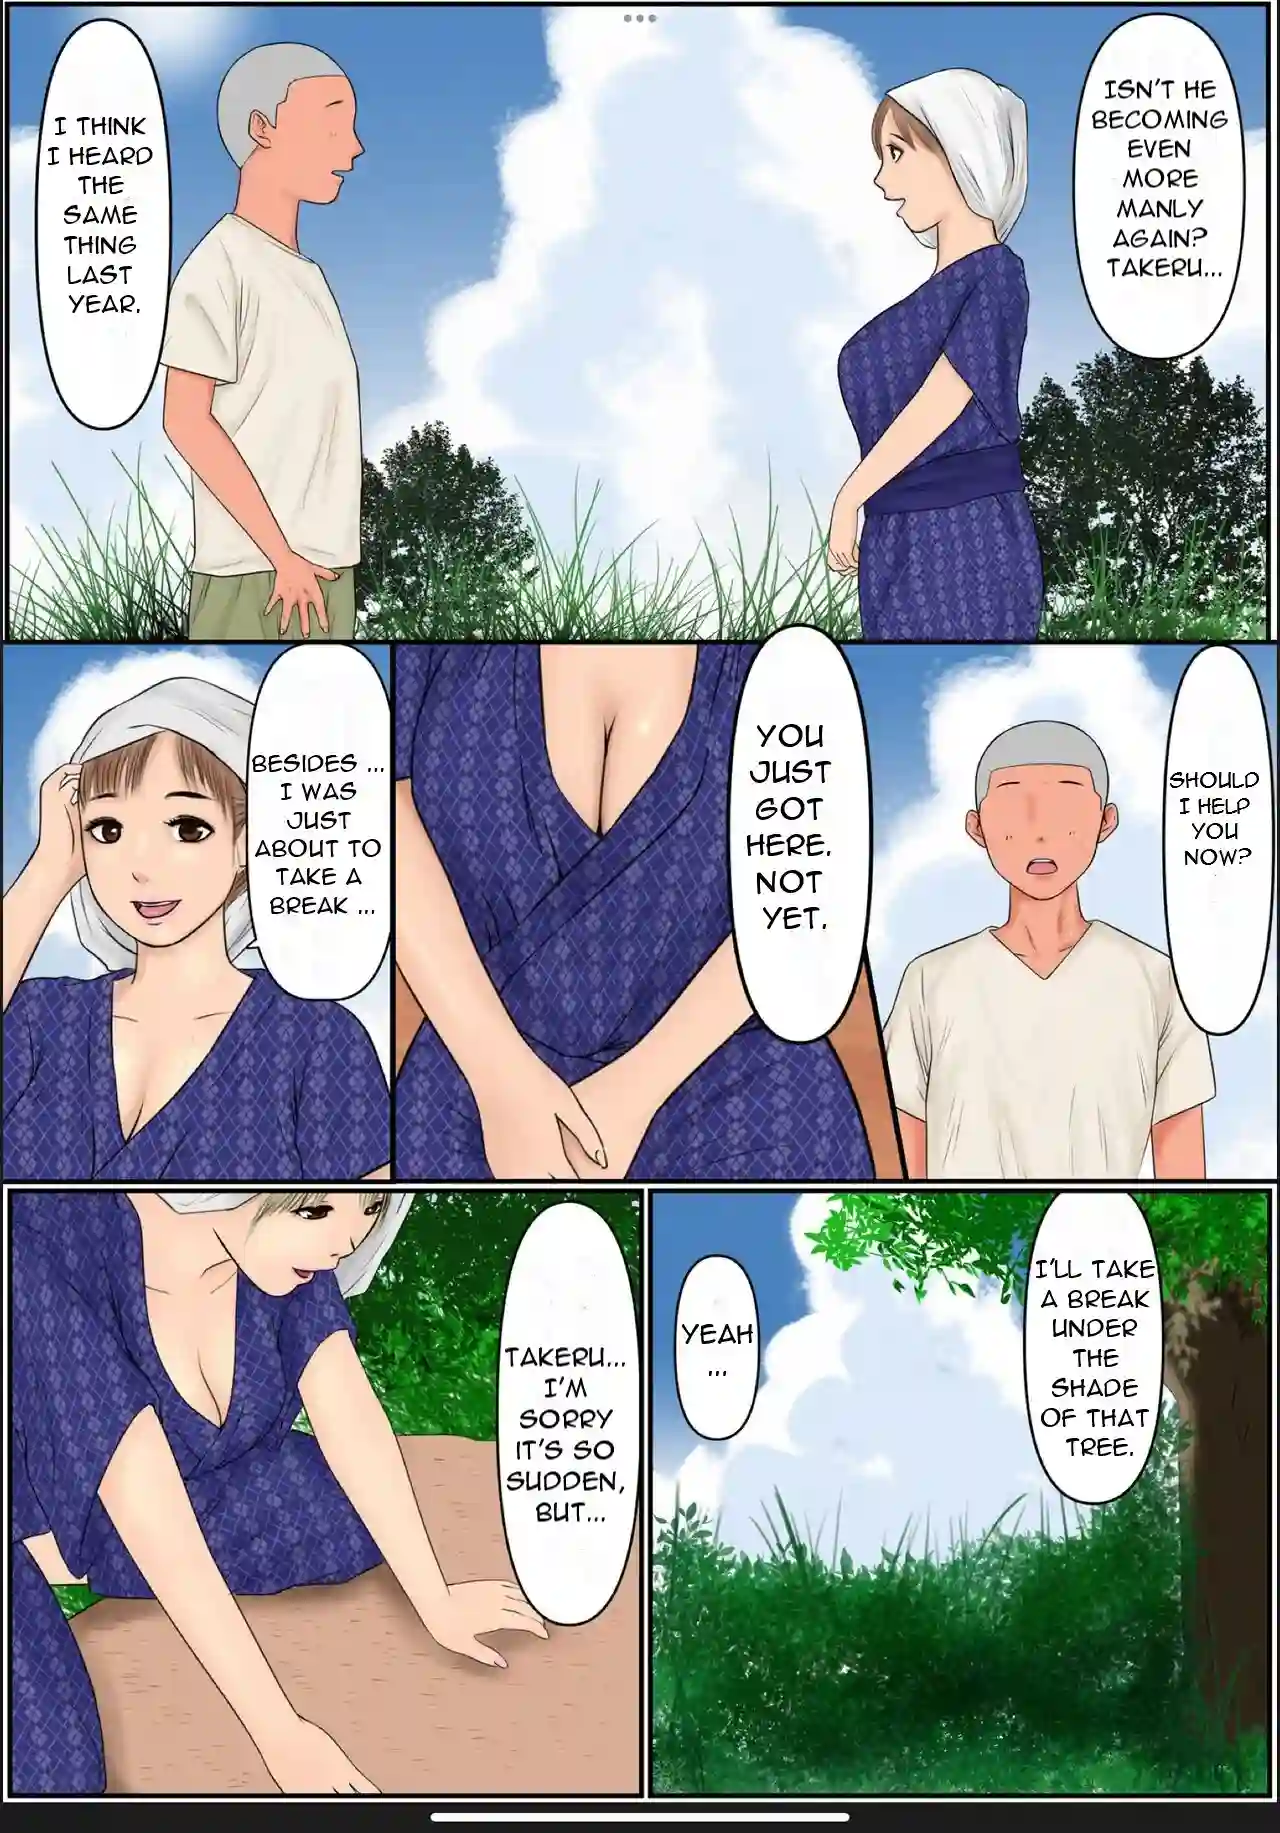 ISN'T HE
BECOMING
EVEN
MORE
MANLY
AGAIN?
TAKERU...
I THINK
I HEARD
THE
SAME
THING
LAST
YEAR.
SHOULD
I HELP
YOU
NOW?
YOU
JUST
GOT
HERE.
NOT
YET.
BESIDES ...
I WAS
JUST
ABOUT TO
TAKE A
BREAK ...
I'LL TAKE
A BREAK
UNDER
THE
SHADE
OF THAT
TREE.
YEAH
...
TAKERU...
I'M
SORRY
IT'S SO
SUDDEN,
BUT...